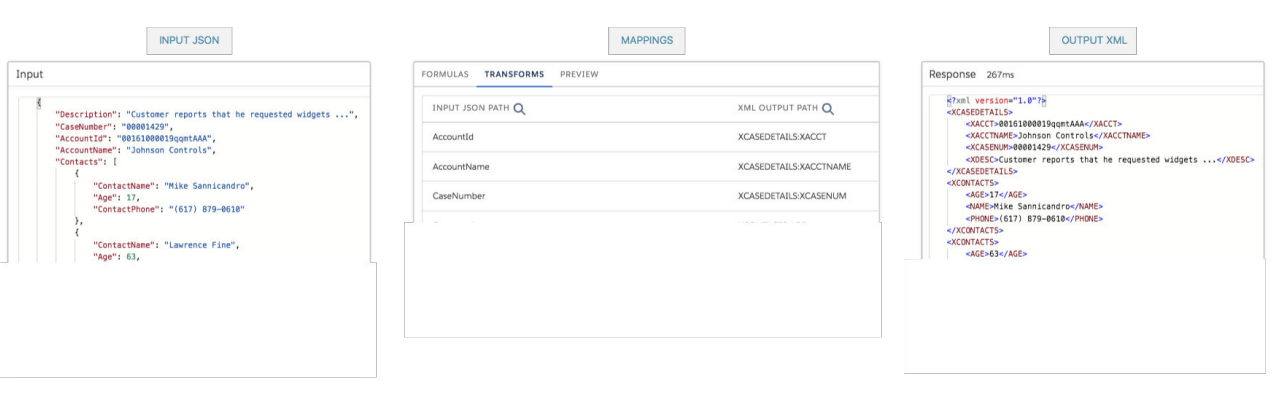 INPUT JSON
Input
{
"Description": "Customer reports that he requested widgets ...",
"CaseNumber": "00001429",
"AccountId": "00161000019qqmtAAA",
"AccountName": "Johnson Controls",
"Contacts": [
{
"ContactName": "Mike Sannicandro",
"Age": 17,
"ContactPhone": "(617) 879-0610"
},
{
"ContactName": "Lawrence Fine",
"Age": 63,
MAPPINGS
FORMULAS TRANSFORMS PREVIEW
INPUT JSON PATH XML OUTPUT PATH
AccountId XCASEDETAILS:XACCT
AccountName XCASEDETAILS:XACCTNAME
CaseNumber XCASEDETAILS:XCASENUM
OUTPUT XML
Response 267ms
<?xml version="1.0"?>
<XCASEDETAILS>
<XACCT>00161000019qqmtAAA</XACCT>
<XACCTNAME>Johnson Controls</XACCTNAME>
<XCASENUM>00001429</XCASENUM>
<XDESC>Customer reports that he requested widgets ...</XDESC>
</XCASEDETAILS>
<XCONTACTS>
<AGE>17</AGE>
<NAME>Mike Sannicandro</NAME>
<PHONE>(617) 879-0610</PHONE>
</XCONTACTS>
<XCONTACTS>
<AGE>63</AGE>